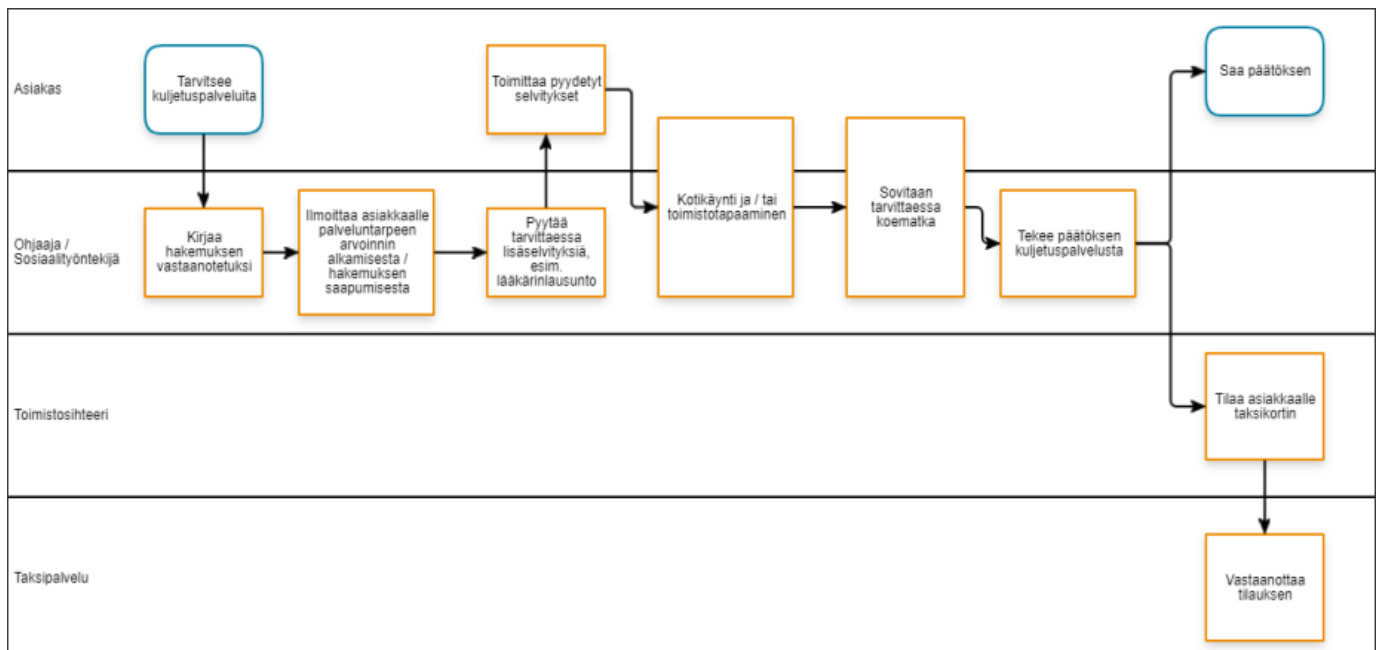 Asiakas
Tarvitsee
kuljetuspalveluita
Toimittaa pyydetyt
selvitykset
Saa päätöksen
Ohjaaja /
Sosiaalityöntekijä
Kirjaa
hakemuksen
vastaanotetuksi
Ilmoittaa asiakkaalle
palveluntarpeen
arvoinnin
alkamisesta /
hakemuksen
saapumisesta
Pyytää
tarvittaessa
lisäselvityksiä,
esim.
lääkärinlausunto
Kotikäynti ja / tai
toimistotapaaminen
Sovitaan
tarvittaessa
koematka
Tekee päätöksen
kuljetuspalvelusta
Toimistosihteeri
Tilaa asiakkaalle
taksikortin
Taksipalvelu
Vastaanottaa
tilauksen